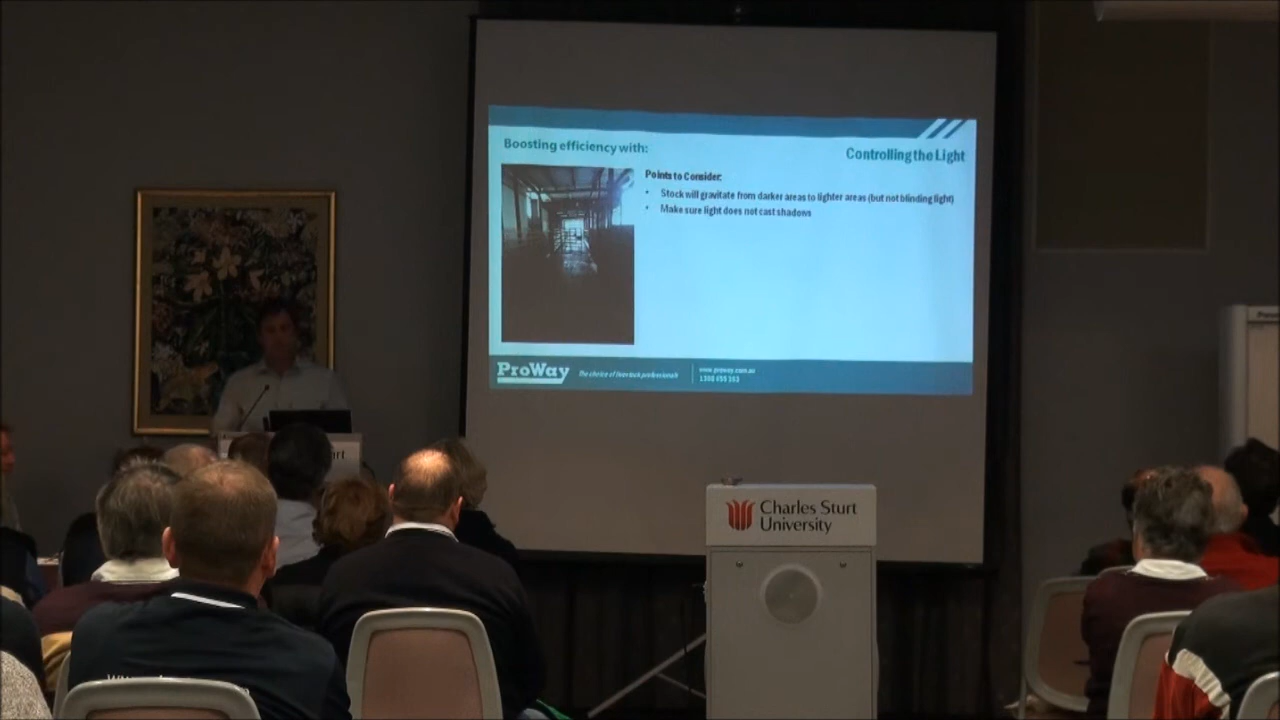 Boosting efficiency with:
Controlling the Light
Points to Consider:
• Stock will gravitate from darker areas to lighter areas (but not blinding light)
• Make sure light does not cast shadows
ProWay
The choice of livestock professionals
www.proway.com.au
Charles Sturt
University